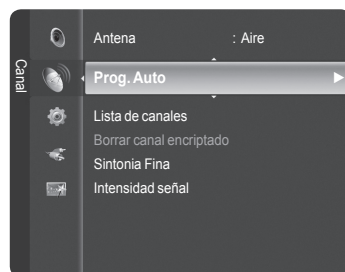 Canal
Antena : Aire
Prog. Auto
Lista de canales
Borrar canal encriptado
Sintonia Fina
Intensidad señal